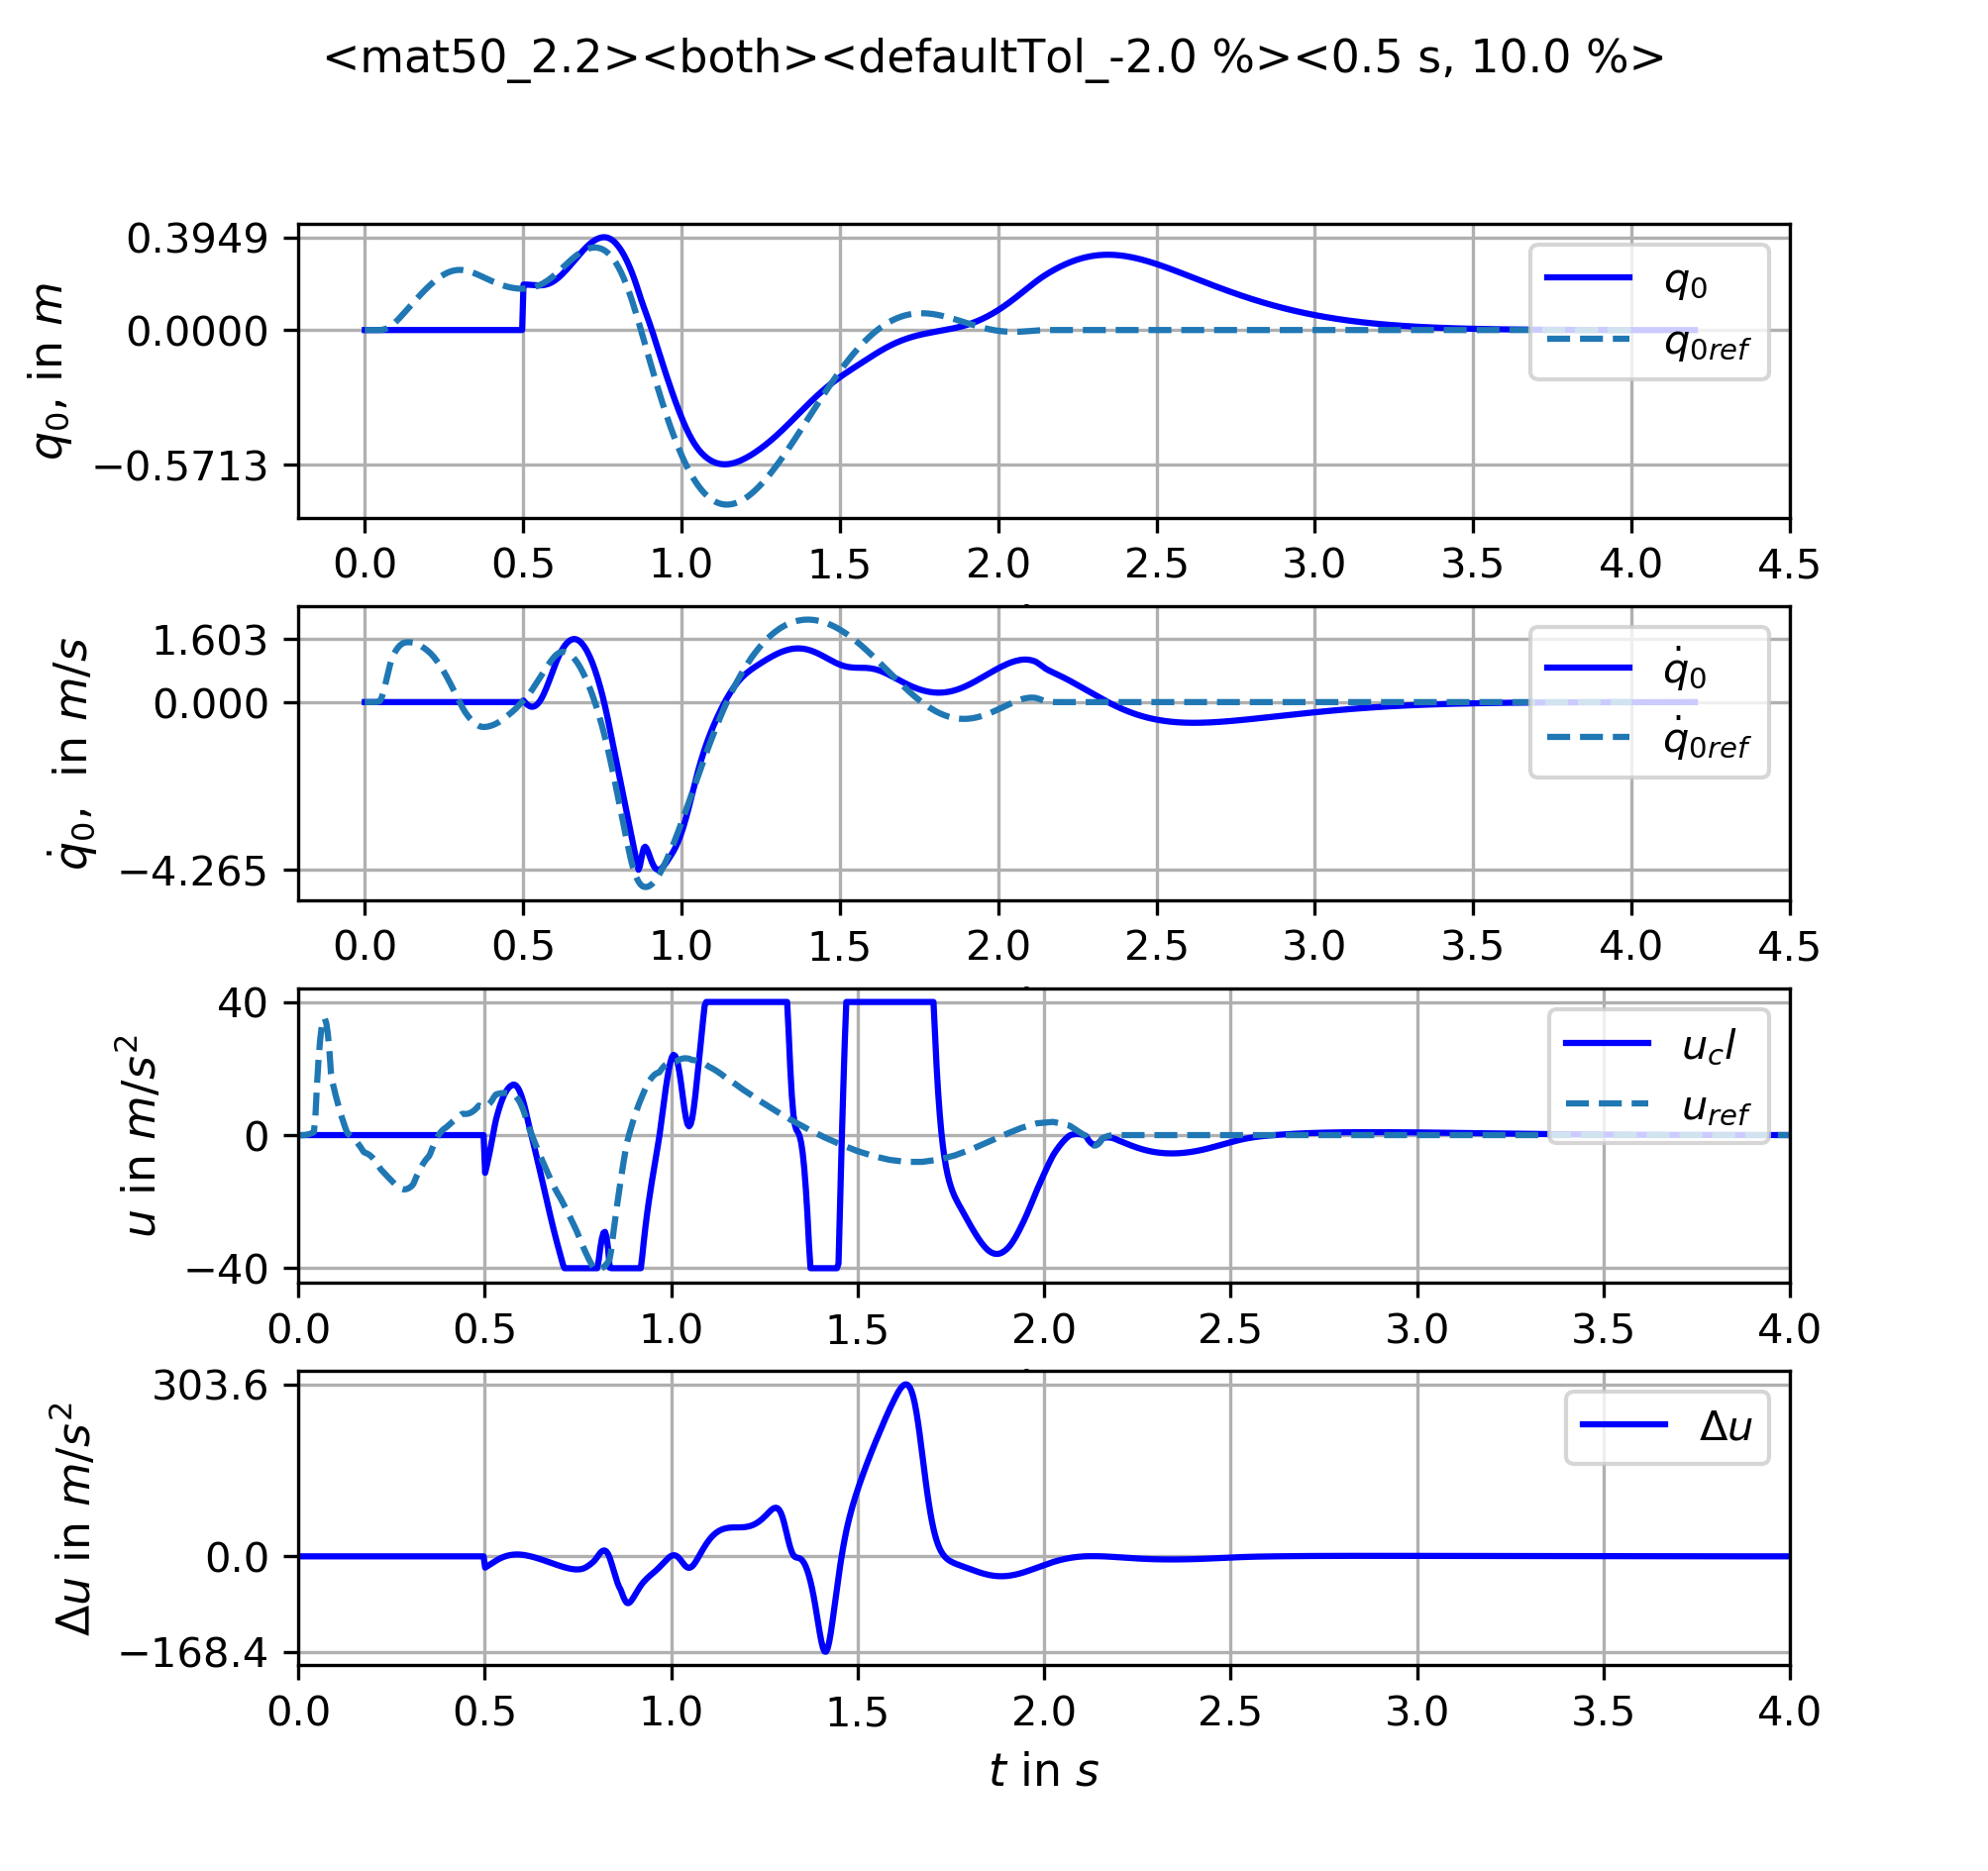 <mat50_2.2><both><defaultTol_-2.0 %><0.5 s, 10.0 %>
0.3949
0.0000
−0.5713
q₀, in m
q₀
q₀ref
0.0 0.5 1.0 1.5 2.0 2.5 3.0 3.5 4.0 4.5
1.603
0.000
−4.265
q̇₀, in m/s
q̇₀
q̇₀ref
0.0 0.5 1.0 1.5 2.0 2.5 3.0 3.5 4.0 4.5
40
0
−40
u in m/s²
u_cl
u_ref
0.0 0.5 1.0 1.5 2.0 2.5 3.0 3.5 4.0
303.6
0.0
−168.4
Δu in m/s²
Δu
0.0 0.5 1.0 1.5 2.0 2.5 3.0 3.5 4.0
t in s